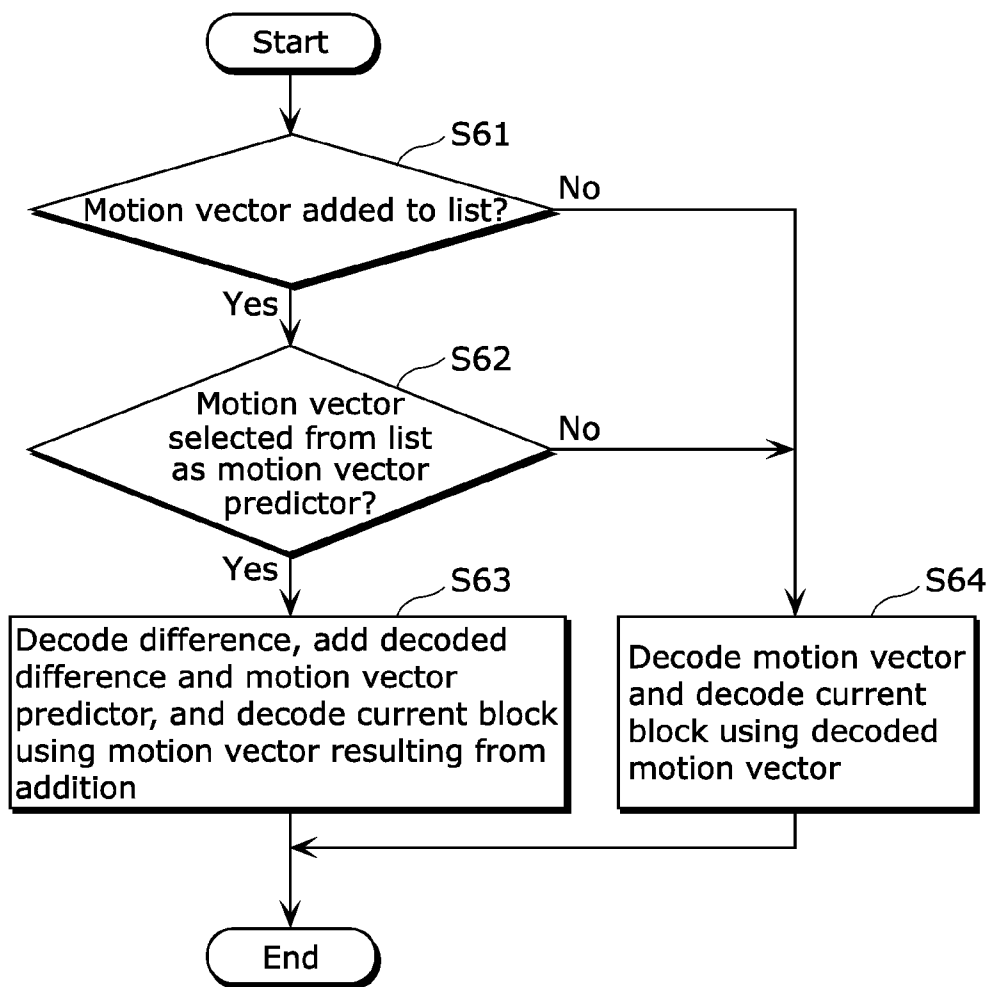 Start
S61
Motion vector added to list?
No
Yes
S62
Motion vector
selected from list
as motion vector
predictor?
No
Yes
S63
Decode difference, add decoded
difference and motion vector
predictor, and decode current block
using motion vector resulting from
addition
S64
Decode motion vector
and decode current
block using decoded
motion vector
End